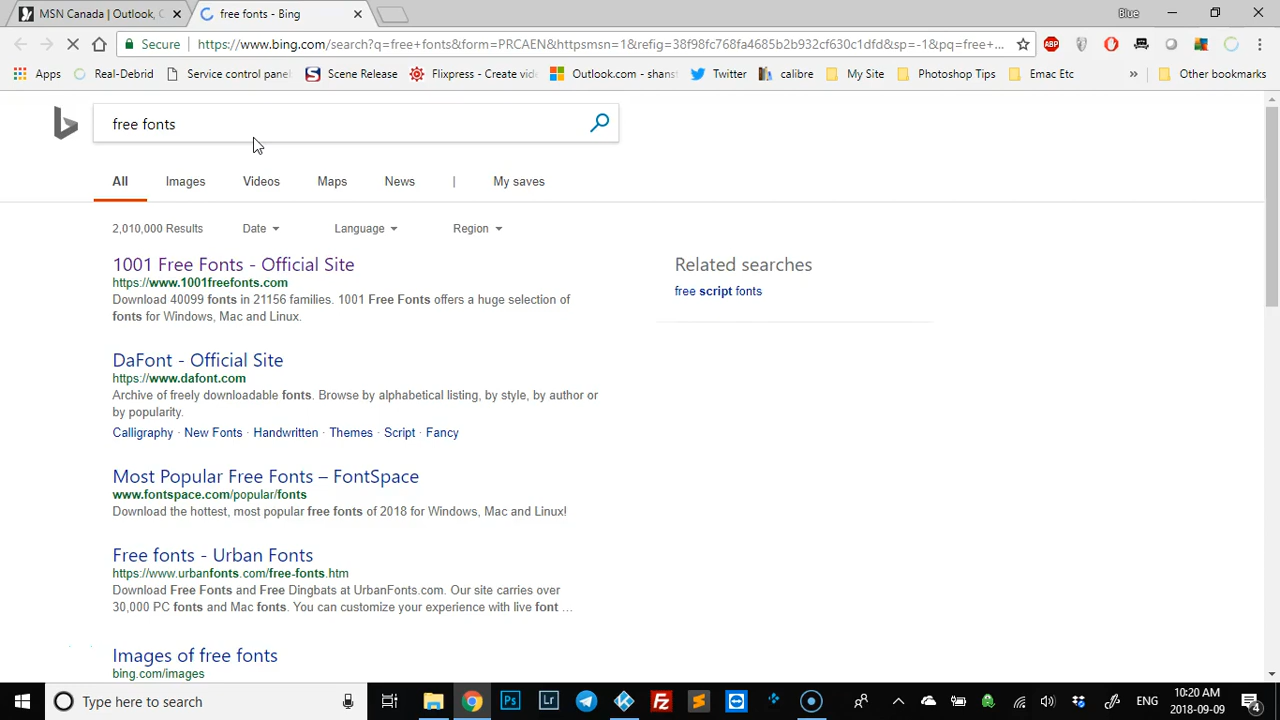 MSN Canada | Outlook, O
free fonts - Bing
Blue
Secure
https://www.bing.com/search?q=free+fonts&form=PRCAEN&httpsmsn=1&refig=38f98c768fa4685b2b932cf630c1dfd&sp=-1&pq=free+...
ABP
Apps
Real-Debrid
Service control panel
Scene Release
Flixpress - Create vide
Outlook.com - shans
Twitter
calibre
My Site
Photoshop Tips
Emac Etc
»
Other bookmarks
free fonts
All Images Videos Maps News | My saves
2,010,000 Results Date Language Region
1001 Free Fonts - Official Site
https://www.1001freefonts.com
Download 40099 fonts in 21156 families. 1001 Free Fonts offers a huge selection of
fonts for Windows, Mac and Linux.
Related searches
free script fonts
DaFont - Official Site
https://www.dafont.com
Archive of freely downloadable fonts. Browse by alphabetical listing, by style, by author or
by popularity.
Calligraphy · New Fonts · Handwritten · Themes · Script · Fancy
Most Popular Free Fonts – FontSpace
www.fontspace.com/popular/fonts
Download the hottest, most popular free fonts of 2018 for Windows, Mac and Linux!
Free fonts - Urban Fonts
https://www.urbanfonts.com/free-fonts.htm
Download Free Fonts and Free Dingbats at UrbanFonts.com. Our site carries over
30,000 PC fonts and Mac fonts. You can customize your experience with live font ...
Images of free fonts
bing.com/images
Type here to search
Ps
Lr
Fz
ENG
10:20 AM
2018-09-09
4